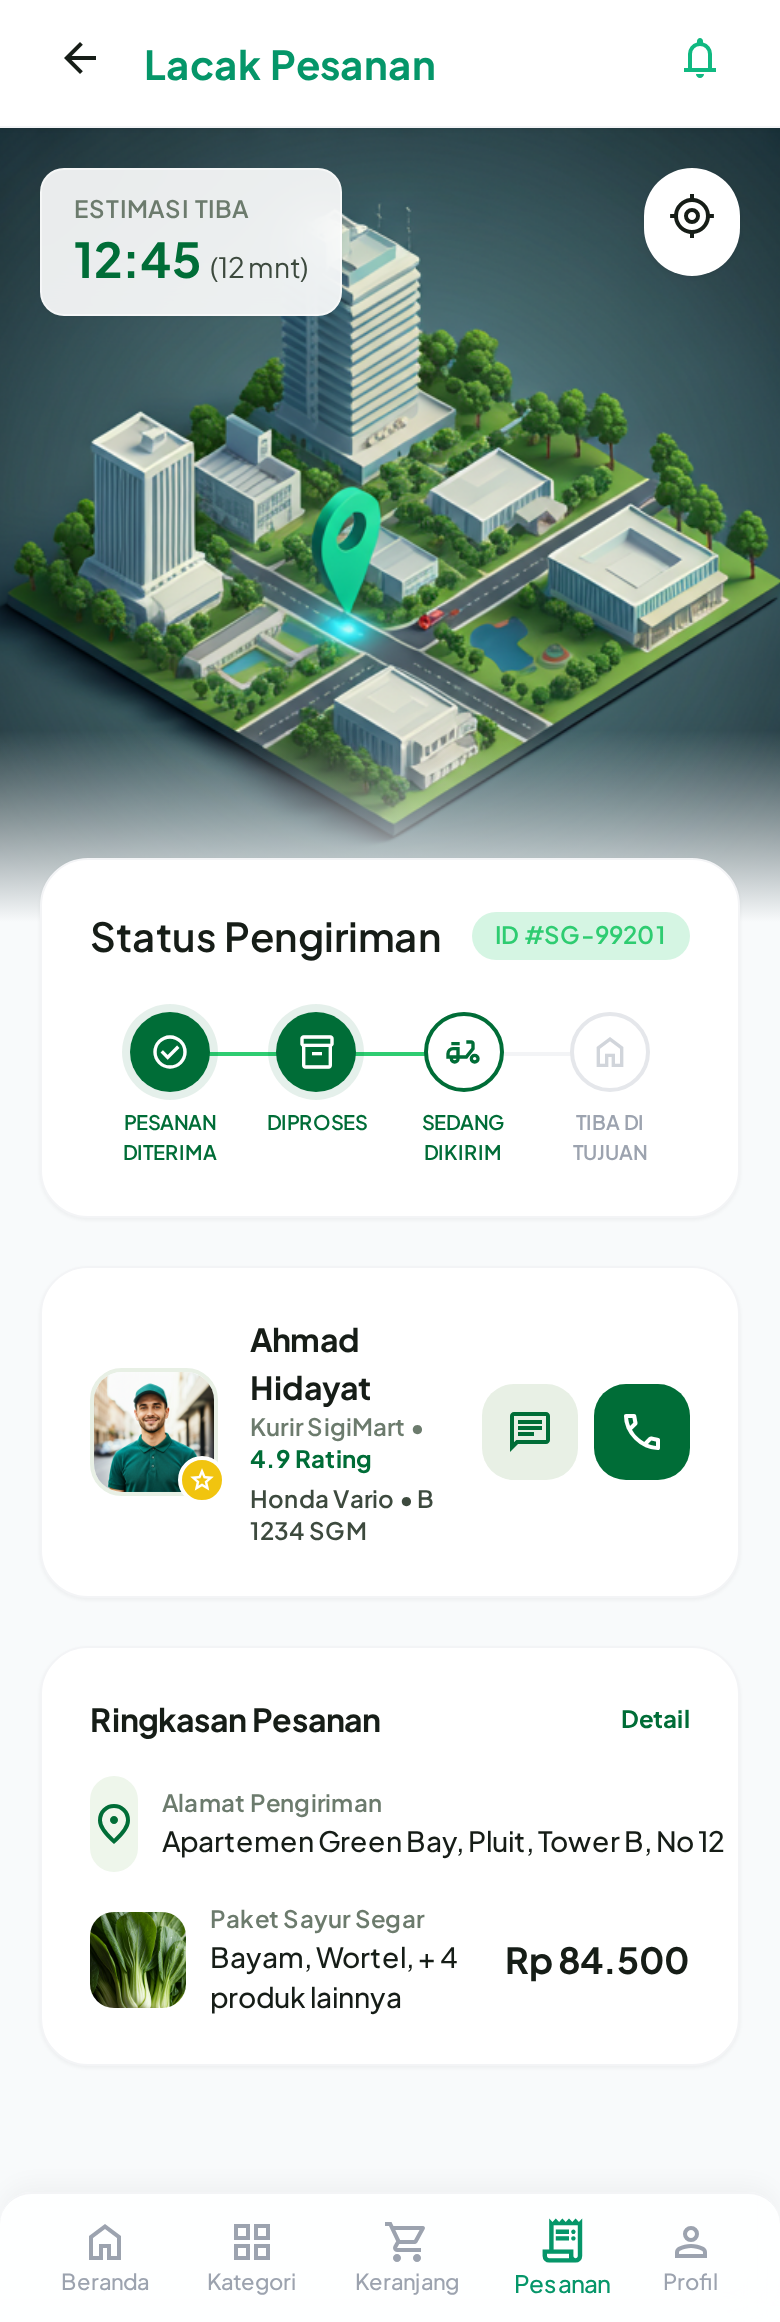 Lacak Pesanan
ESTIMASI TIBA
12:45 (12 mnt)
Status Pengiriman
ID #SG-99201
PESANAN
DITERIMA
DIPROSES
SEDANG
DIKIRIM
TIBA DI
TUJUAN
Ahmad
Hidayat
Kurir SigiMart •
4.9 Rating
Honda Vario • B
1234 SGM
Ringkasan Pesanan
Detail
Alamat Pengiriman
Apartemen Green Bay, Pluit, Tower B, No 12
Paket Sayur Segar
Bayam, Wortel, + 4
produk lainnya
Rp 84.500
Beranda
Kategori
Keranjang
Pesanan
Profil